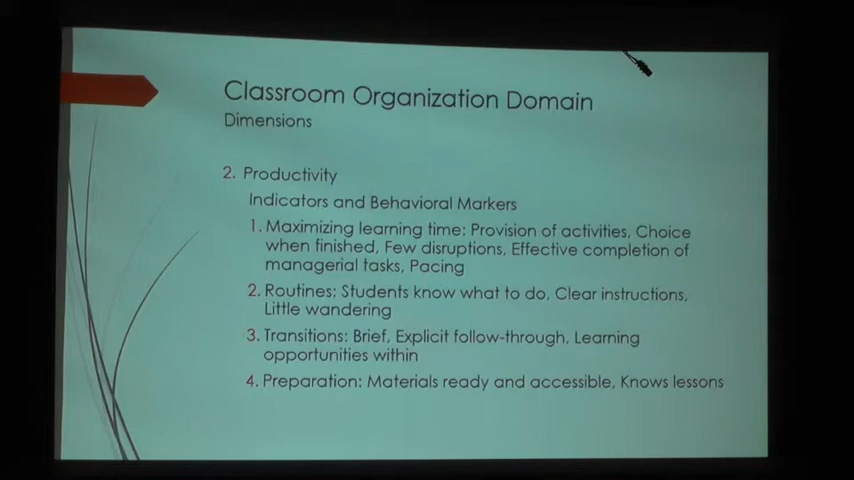 Classroom Organization Domain
Dimensions
2. Productivity
Indicators and Behavioral Markers
1. Maximizing learning time: Provision of activities, Choice
when finished, Few disruptions, Effective completion of
managerial tasks, Pacing
2. Routines: Students know what to do, Clear instructions,
Little wandering
3. Transitions: Brief, Explicit follow-through, Learning
opportunities within
4. Preparation: Materials ready and accessible, Knows lessons